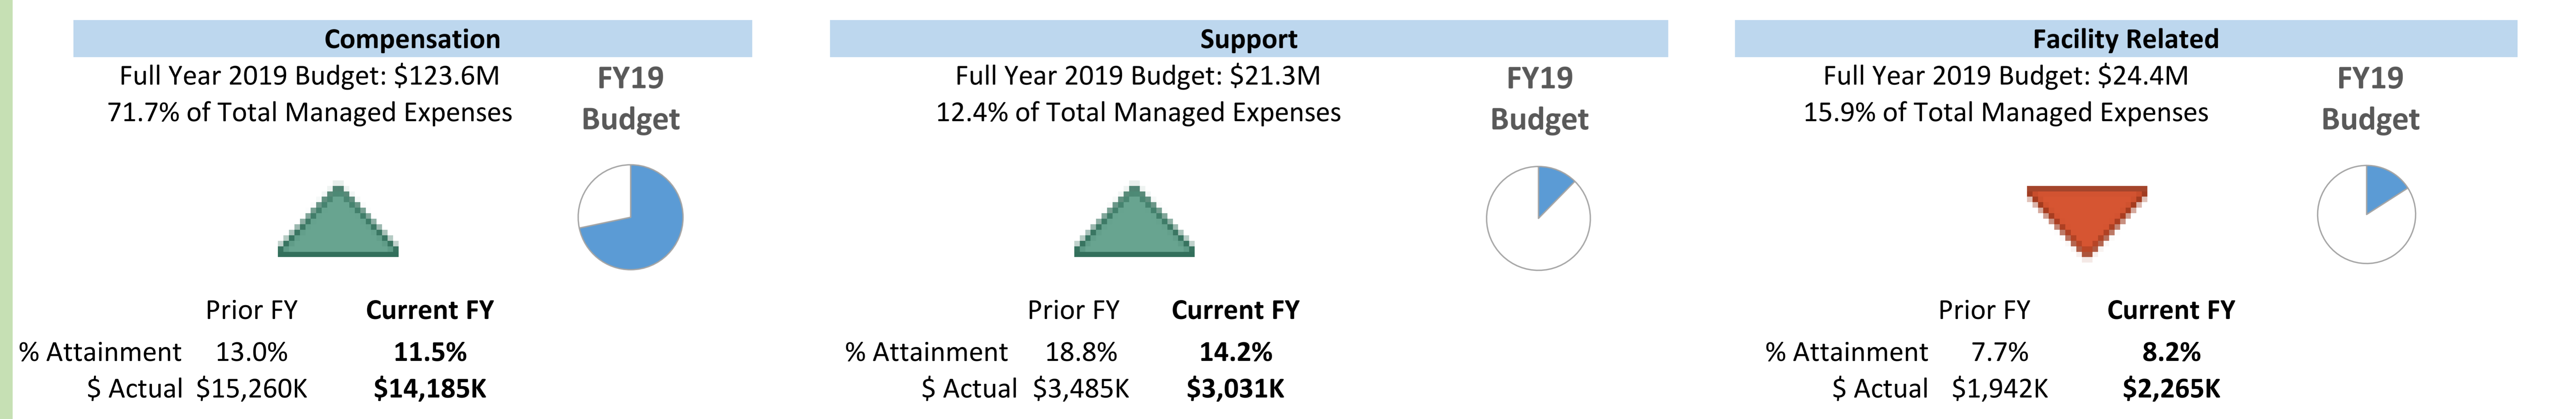 Compensation
Full Year 2019 Budget: $123.6M
71.7% of Total Managed Expenses
FY19
Budget
Prior FY Current FY
% Attainment 13.0% 11.5%
$ Actual $15,260K $14,185K
Support
Full Year 2019 Budget: $21.3M
12.4% of Total Managed Expenses
FY19
Budget
Prior FY Current FY
% Attainment 18.8% 14.2%
$ Actual $3,485K $3,031K
Facility Related
Full Year 2019 Budget: $24.4M
15.9% of Total Managed Expenses
FY19
Budget
Prior FY Current FY
% Attainment 7.7% 8.2%
$ Actual $1,942K $2,265K